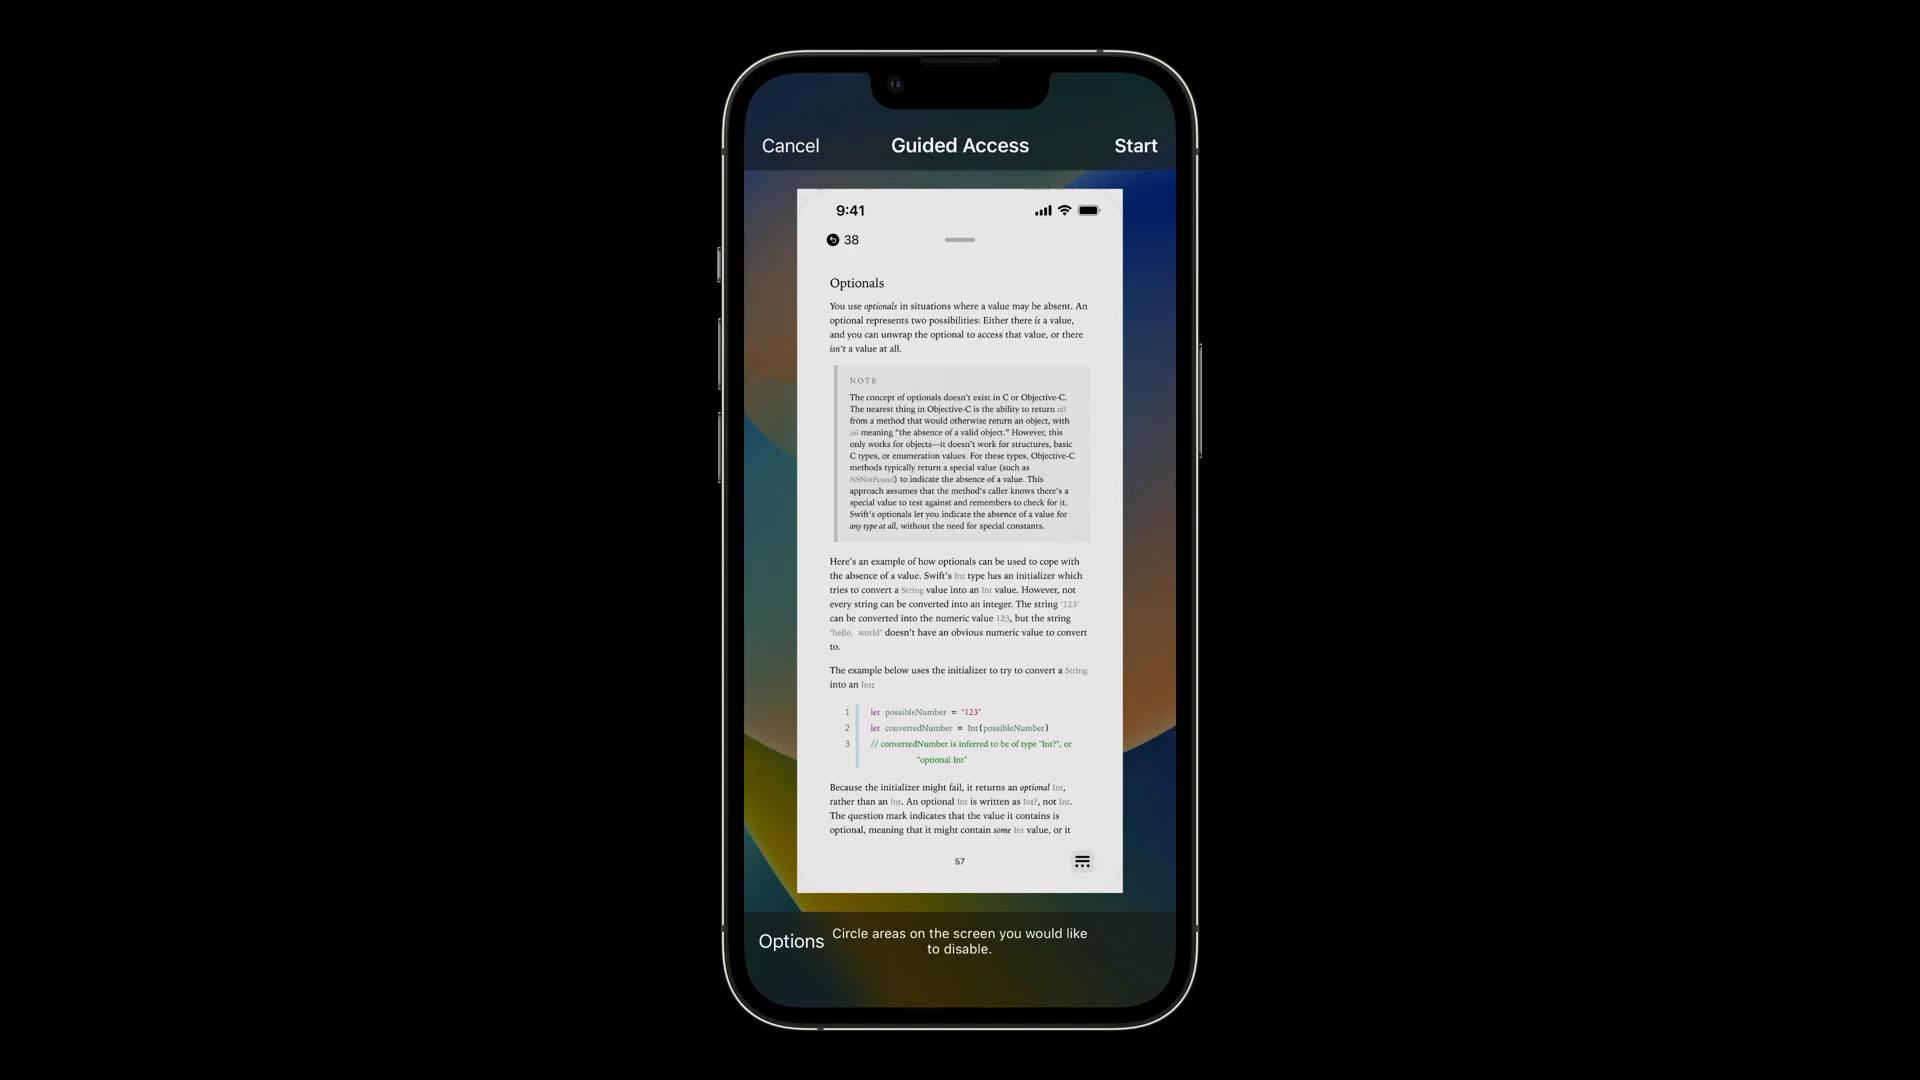 Cancel Guided Access Start
9:41
38
Optionals
You use optionals in situations where a value may be absent. An
optional represents two possibilities: Either there is a value,
and you can unwrap the optional to access that value, or there
isn’t a value at all.
NOTE
The concept of optionals doesn’t exist in C or Objective-C.
The nearest thing in Objective-C is the ability to return nil
from a method that would otherwise return an object, with
nil meaning “the absence of a valid object.” However, this
only works for objects—it doesn’t work for structures, basic
C types, or enumeration values. For these types, Objective-C
methods typically return a special value (such as
NSNotFound) to indicate the absence of a value. This
approach assumes that the method’s caller knows there’s a
special value to test against and remembers to check for it.
Swift’s optionals let you indicate the absence of a value for
any type at all, without the need for special constants.
Here’s an example of how optionals can be used to cope with
the absence of a value. Swift’s Int type has an initializer which
tries to convert a String value into an Int value. However, not
every string can be converted into an integer. The string "123"
can be converted into the numeric value 123, but the string
"hello, world" doesn’t have an obvious numeric value to convert
to.
The example below uses the initializer to try to convert a String
into an Int:
1 let possibleNumber = "123"
2 let convertedNumber = Int(possibleNumber)
3 // convertedNumber is inferred to be of type "Int?", or
"optional Int"
Because the initializer might fail, it returns an optional Int,
rather than an Int. An optional Int is written as Int?, not Int.
The question mark indicates that the value it contains is
optional, meaning that it might contain some Int value, or it
57
Options
Circle areas on the screen you would like
to disable.